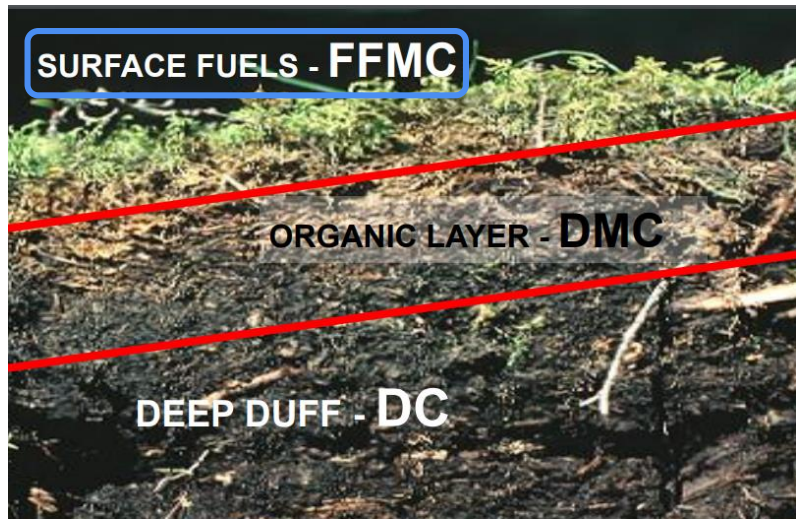 SURFACE FUELS - FFMC
ORGANIC LAYER - DMC
DEEP DUFF - DC